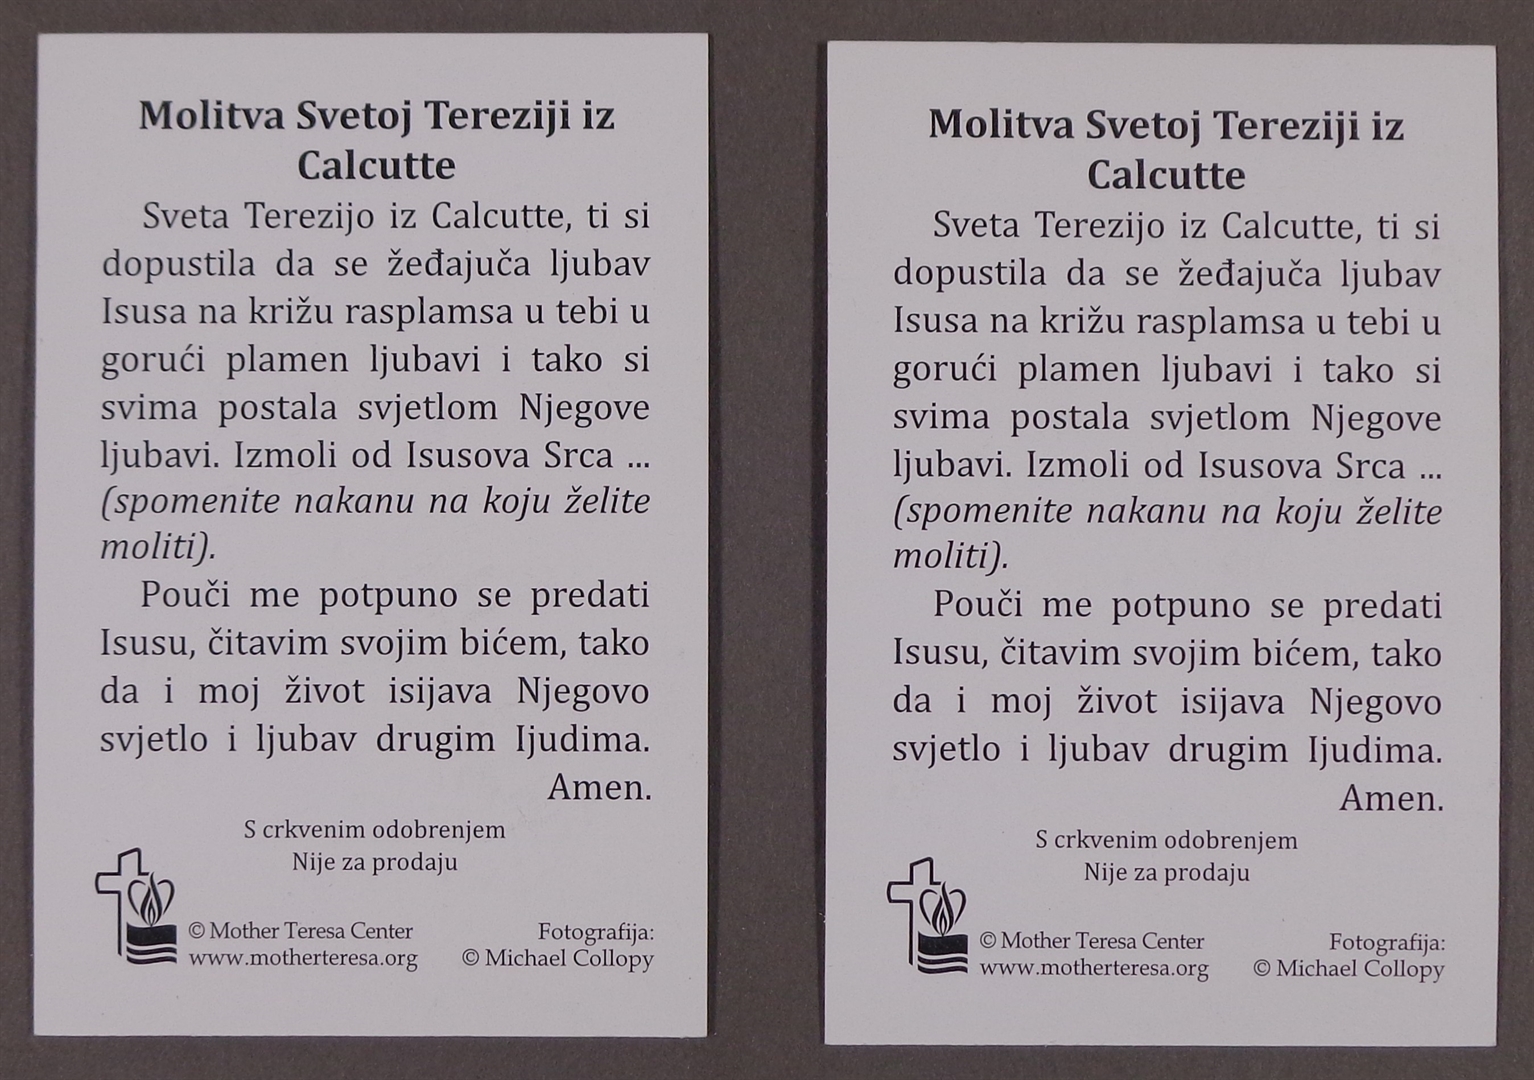 Molitva Svetoj Tereziji iz
Calcutte
Sveta Terezijo iz Calcutte, ti si
dopustila da se žeđajuča ljubav
Isusa na križu rasplamsa u tebi u
gorući plamen ljubavi i tako si
svima postala svjetlom Njegove
ljubavi. Izmoli od Isusova Srca ...
(spomenite nakanu na koju želite
moliti).
Pouči me potpuno se predati
Isusu, čitavim svojim bićem, tako
da i moj život isijava Njegovo
svjetlo i ljubav drugim Ijudima.
Amen.
S crkvenim odobrenjem
Nije za prodaju
© Mother Teresa Center
www.motherteresa.org
Fotografija:
© Michael Collopy
Molitva Svetoj Tereziji iz
Calcutte
Sveta Terezijo iz Calcutte, ti si
dopustila da se žeđajuča ljubav
Isusa na križu rasplamsa u tebi u
gorući plamen ljubavi i tako si
svima postala svjetlom Njegove
ljubavi. Izmoli od Isusova Srca ...
(spomenite nakanu na koju želite
moliti).
Pouči me potpuno se predati
Isusu, čitavim svojim bićem, tako
da i moj život isijava Njegovo
svjetlo i ljubav drugim Ijudima.
Amen.
S crkvenim odobrenjem
Nije za prodaju
© Mother Teresa Center
www.motherteresa.org
Fotografija:
© Michael Collopy